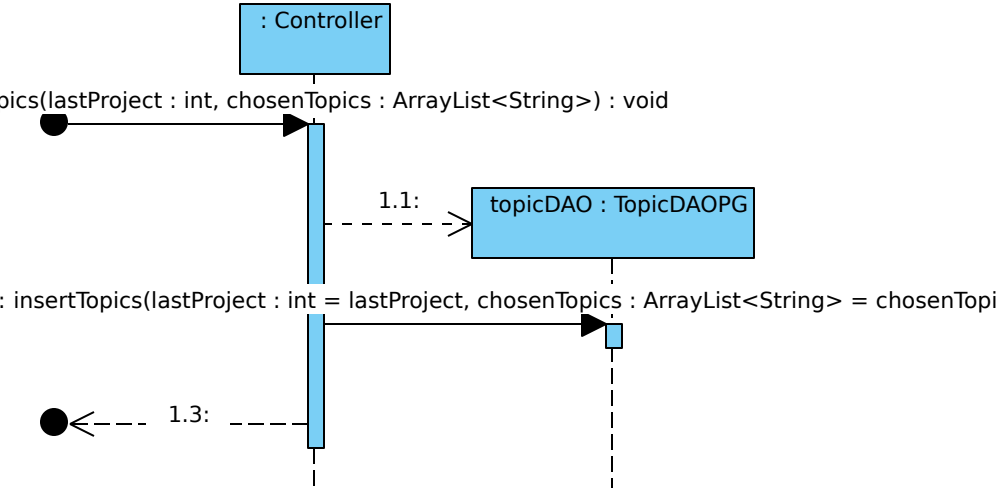 : Controller
pics(lastProject : int, chosenTopics : ArrayList<String>) : void
1.1:
topicDAO : TopicDAOPG
: insertTopics(lastProject : int = lastProject, chosenTopics : ArrayList<String> = chosenTopi
1.3: